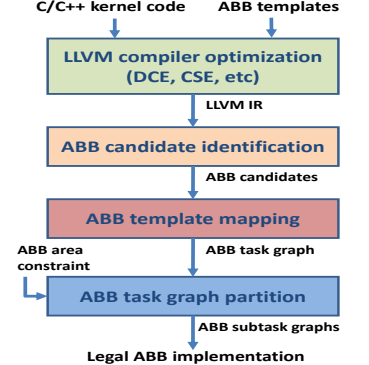 C/C++ kernel code
ABB templates
LLVM compiler optimization
(DCE, CSE, etc)
LLVM IR
ABB candidate identification
ABB candidates
ABB template mapping
ABB area
constraint
ABB task graph
ABB task graph partition
ABB subtask graphs
Legal ABB implementation